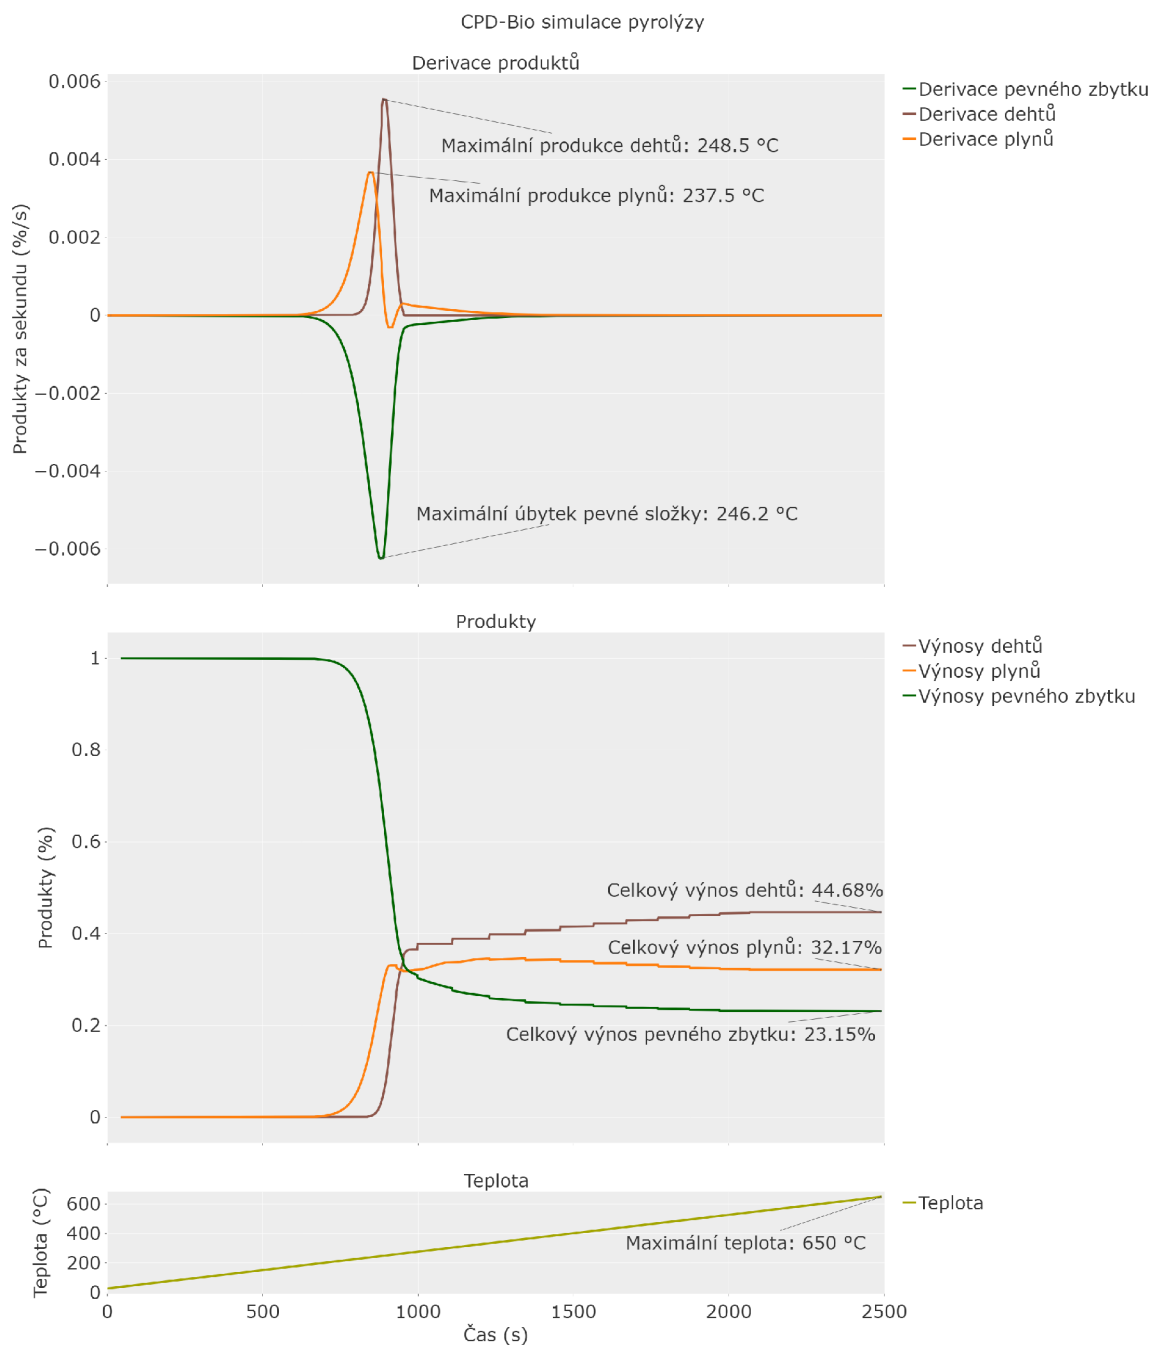 CPD-Bio simulace pyrolýzy
Derivace produktů
0.006
0.004
0.002
0
−0.002
−0.004
−0.006
Produkty za sekundu (%/s)
Maximální produkce dehtů: 248.5 °C
Maximální produkce plynů: 237.5 °C
Maximální úbytek pevné složky: 246.2 °C
Derivace pevného zbytku
Derivace dehtů
Derivace plynů
Produkty
1
0.8
0.6
0.4
0.2
0
Produkty (%)
Celkový výnos dehtů: 44.68%
Celkový výnos plynů: 32.17%
Celkový výnos pevného zbytku: 23.15%
Výnosy dehtů
Výnosy plynů
Výnosy pevného zbytku
Teplota
600
400
200
0
Teplota (°C)
Maximální teplota: 650 °C
Teplota
0 500 1000 1500 2000 2500
Čas (s)